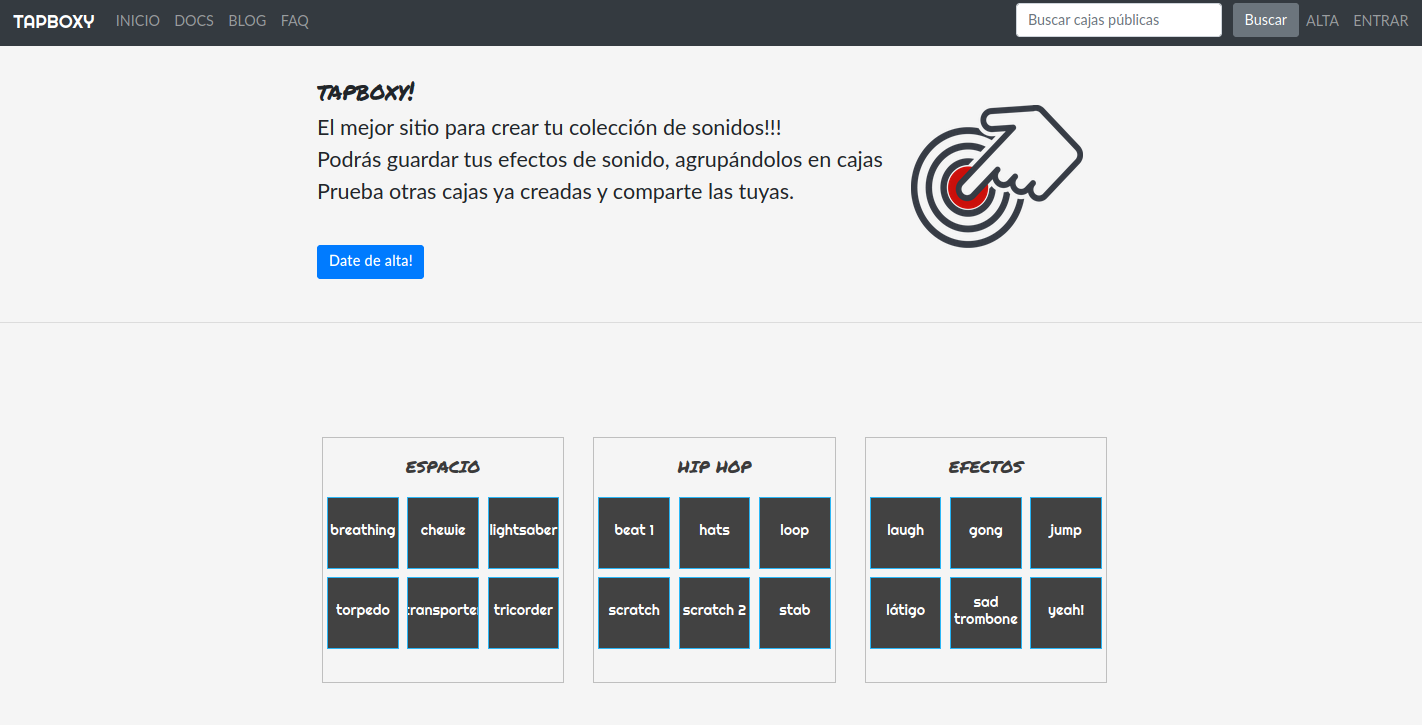 TAPBOXY INICIO DOCS BLOG FAQ Buscar cajas públicas Buscar ALTA ENTRAR
TAPBOXY!
El mejor sitio para crear tu colección de sonidos!!!
Podrás guardar tus efectos de sonido, agrupándolos en cajas
Prueba otras cajas ya creadas y comparte las tuyas.
Date de alta!
ESPACIO
breathing chewie lightsaber
torpedo transporter tricorder
HIP HOP
beat 1 hats loop
scratch scratch 2 stab
EFECTOS
laugh gong jump
látigo sad trombone yeah!